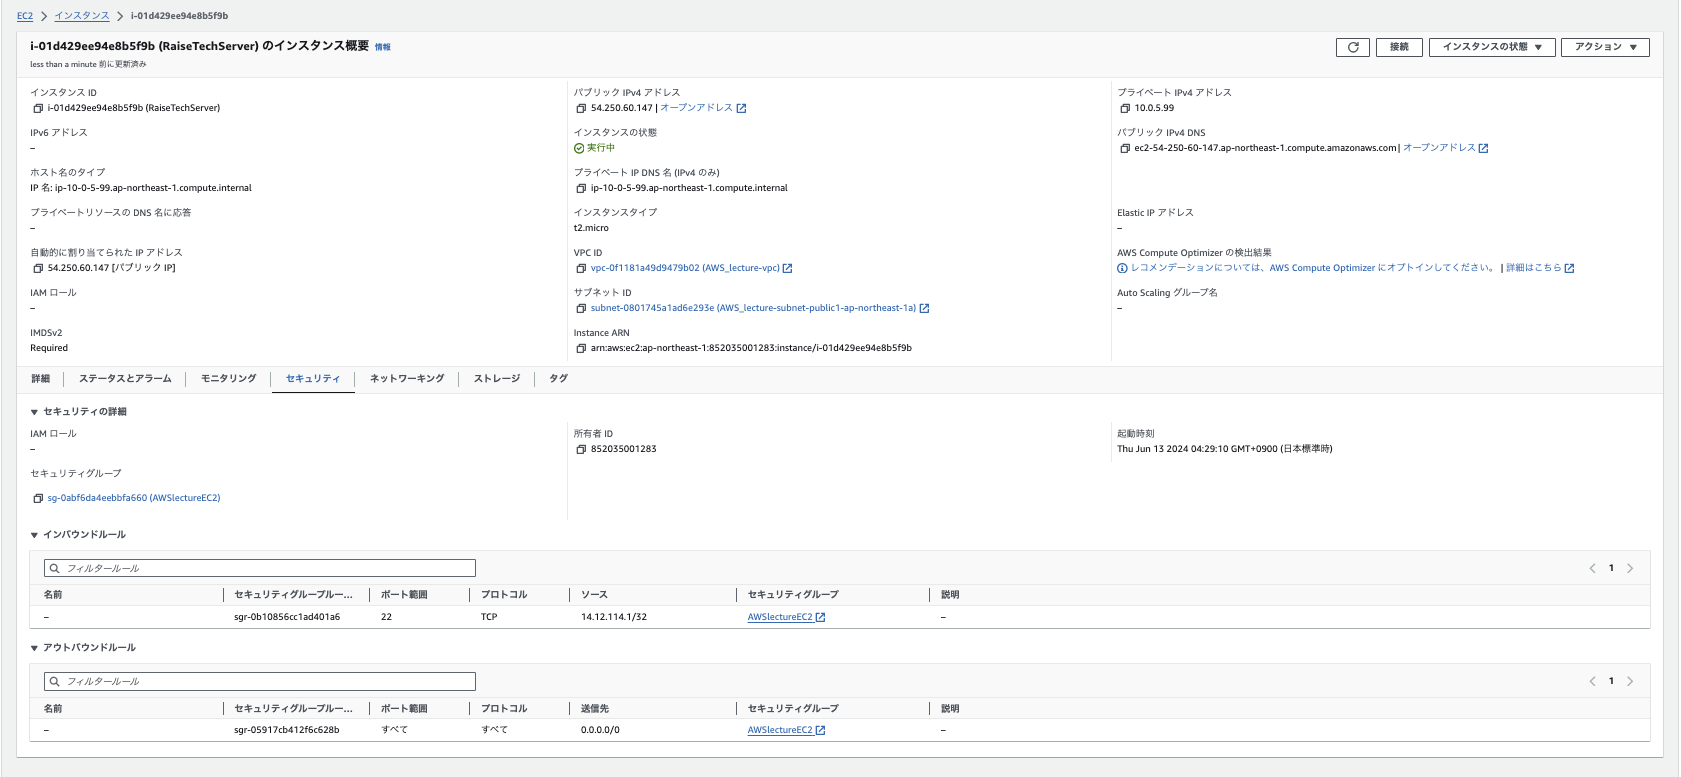 EC2 > インスタンス > i-01d429ee94e8b5f9b
i-01d429ee94e8b5f9b (RaiseTechServer) のインスタンス概要 情報
less than a minute 前に更新済み
接続 インスタンスの状態 ▼ アクション ▼
インスタンス ID
i-01d429ee94e8b5f9b (RaiseTechServer)
パブリック IPv4 アドレス
54.250.60.147 | オープンアドレス
プライベート IPv4 アドレス
10.0.5.99
IPv6 アドレス
–
インスタンスの状態
実行中
パブリック IPv4 DNS
ec2-54-250-60-147.ap-northeast-1.compute.amazonaws.com | オープンアドレス
ホスト名のタイプ
IP 名: ip-10-0-5-99.ap-northeast-1.compute.internal
プライベート IP DNS 名 (IPv4 のみ)
ip-10-0-5-99.ap-northeast-1.compute.internal
プライベートリソースの DNS 名に応答
–
インスタンスタイプ
t2.micro
Elastic IP アドレス
–
自動的に割り当てられた IP アドレス
54.250.60.147 [パブリック IP]
VPC ID
vpc-0f1181a49d9479b02 (AWS_lecture-vpc)
AWS Compute Optimizer の検出結果
レコメンデーションについては、AWS Compute Optimizer にオプトインしてください。 | 詳細はこちら
IAM ロール
–
サブネット ID
subnet-0801745a1ad6e293e (AWS_lecture-subnet-public1-ap-northeast-1a)
Auto Scaling グループ名
–
IMDSv2
Required
Instance ARN
arn:aws:ec2:ap-northeast-1:852035001283:instance/i-01d429ee94e8b5f9b
詳細 ステータスとアラーム モニタリング セキュリティ ネットワーキング ストレージ タグ
▼ セキュリティの詳細
IAM ロール
–
所有者 ID
852035001283
起動時刻
Thu Jun 13 2024 04:29:10 GMT+0900 (日本標準時)
セキュリティグループ
sg-0abf6da4eebbfa660 (AWSlectureEC2)
▼ インバウンドルール
フィルタールール
< 1 >
名前 セキュリティグループルー... ポート範囲 プロトコル ソース セキュリティグループ 説明
– sgr-0b10856cc1ad401a6 22 TCP 14.12.114.1/32 AWSlectureEC2 –
▼ アウトバウンドルール
フィルタールール
< 1 >
名前 セキュリティグループルー... ポート範囲 プロトコル 送信先 セキュリティグループ 説明
– sgr-05917cb412f6c628b すべて すべて 0.0.0.0/0 AWSlectureEC2 –